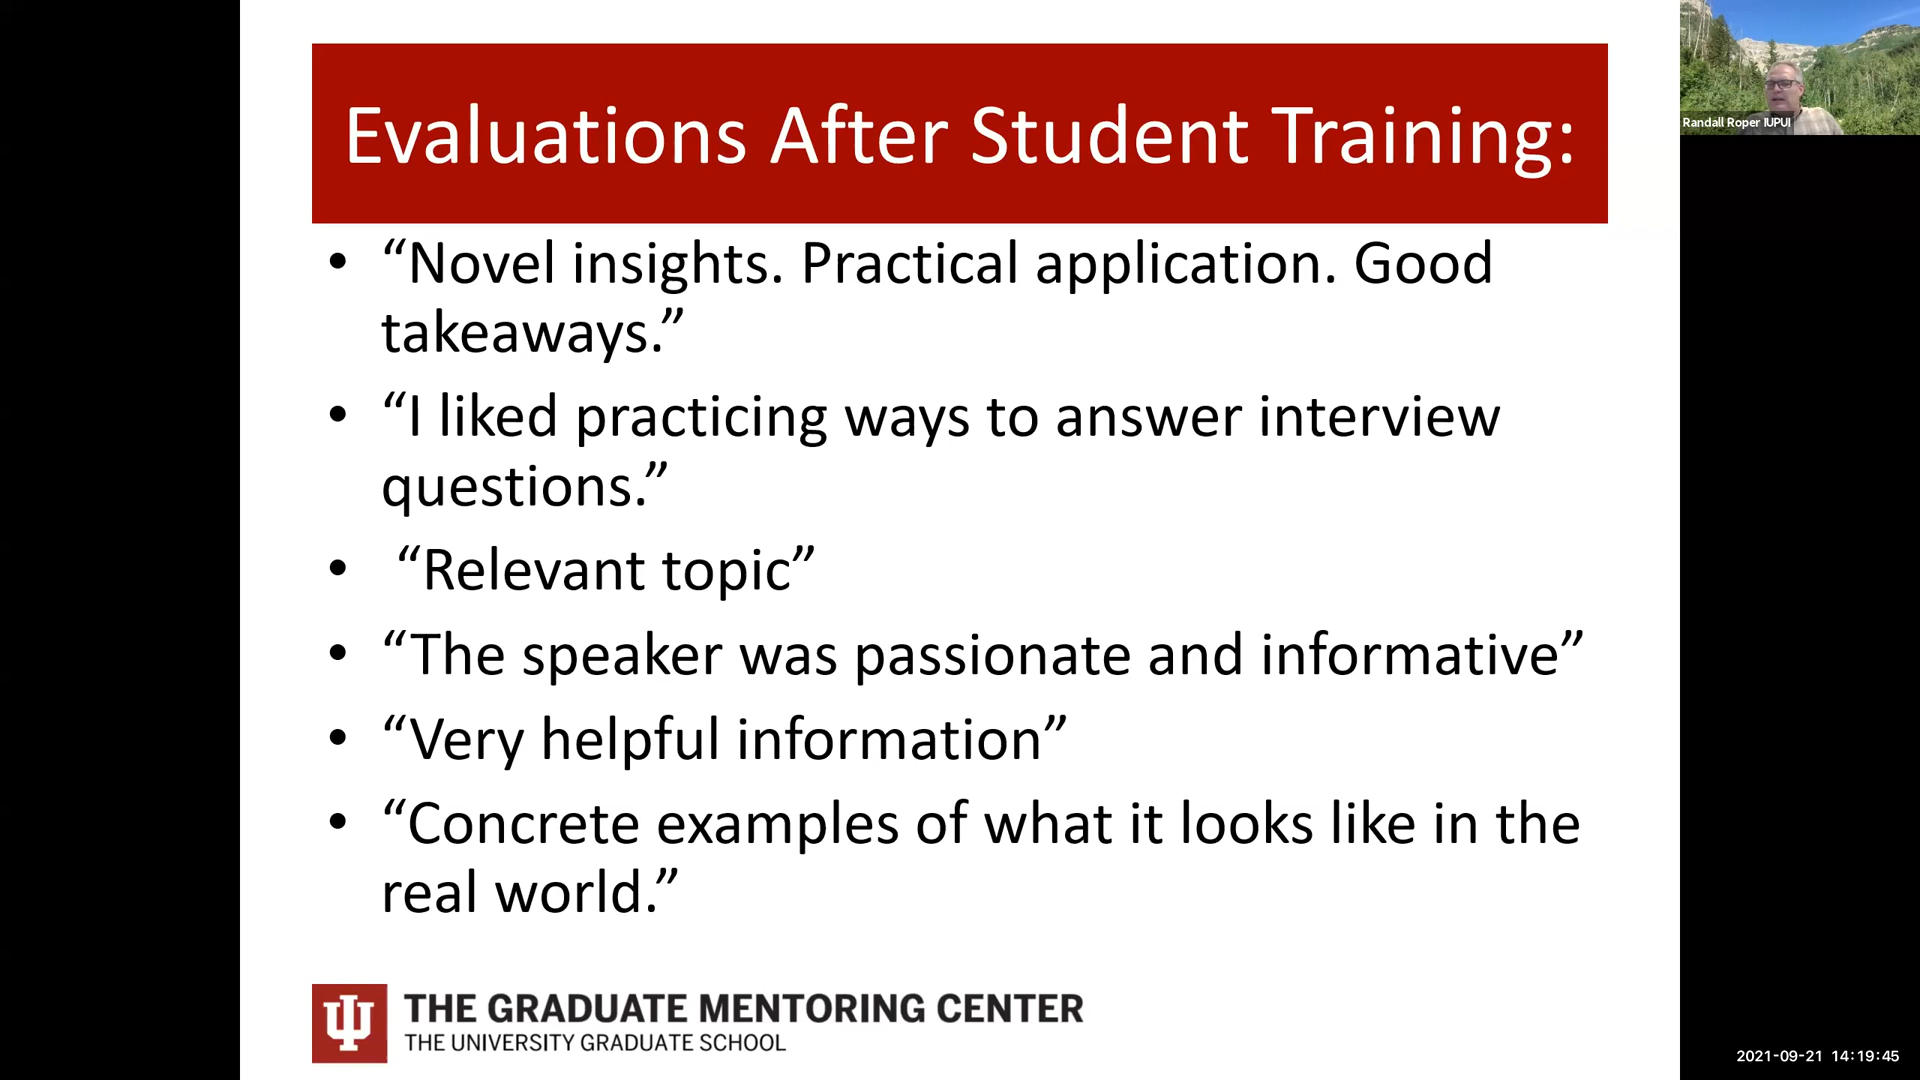 Evaluations After Student Training:
• “Novel insights. Practical application. Good
takeaways.”
• “I liked practicing ways to answer interview
questions.”
• “Relevant topic”
• “The speaker was passionate and informative”
• “Very helpful information”
• “Concrete examples of what it looks like in the
real world.”
THE GRADUATE MENTORING CENTER
THE UNIVERSITY GRADUATE SCHOOL
Randall Roper IUPUI
2021-09-21 14:19:45